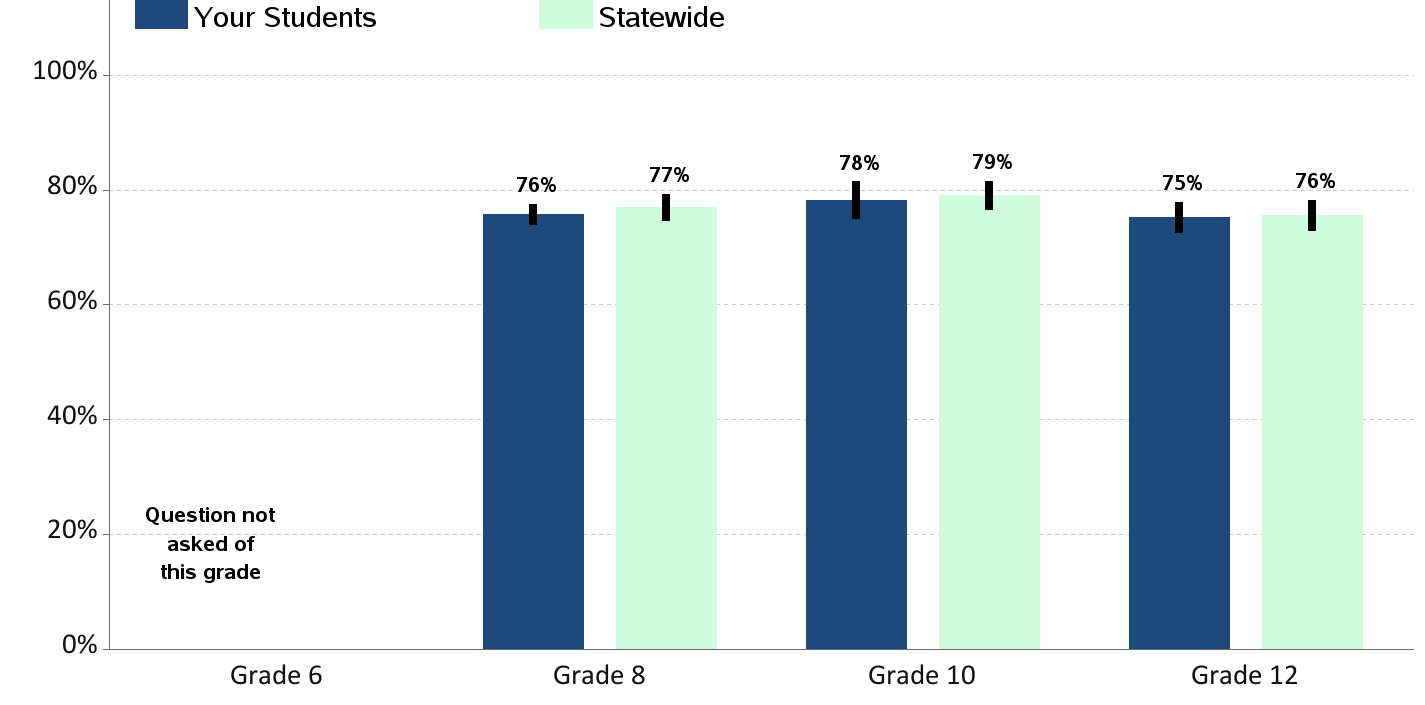 Your Students
Statewide
100%
80%
60%
40%
20%
0%
76%
77%
78%
79%
75%
76%
Question not
asked of
this grade
Grade 6
Grade 8
Grade 10
Grade 12